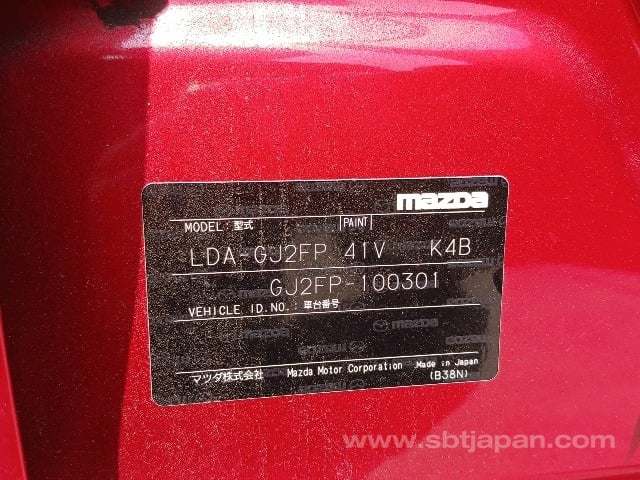 mazda
MODEL: 型式 PAINT
LDA-GJ2FP 41V K4B
GJ2FP-100301
VEHICLE ID.NO.: 車台番号
mazda
マツダ株式会社 Mazda Motor Corporation Made in Japan
(B38N)
www.sbtjapan.com